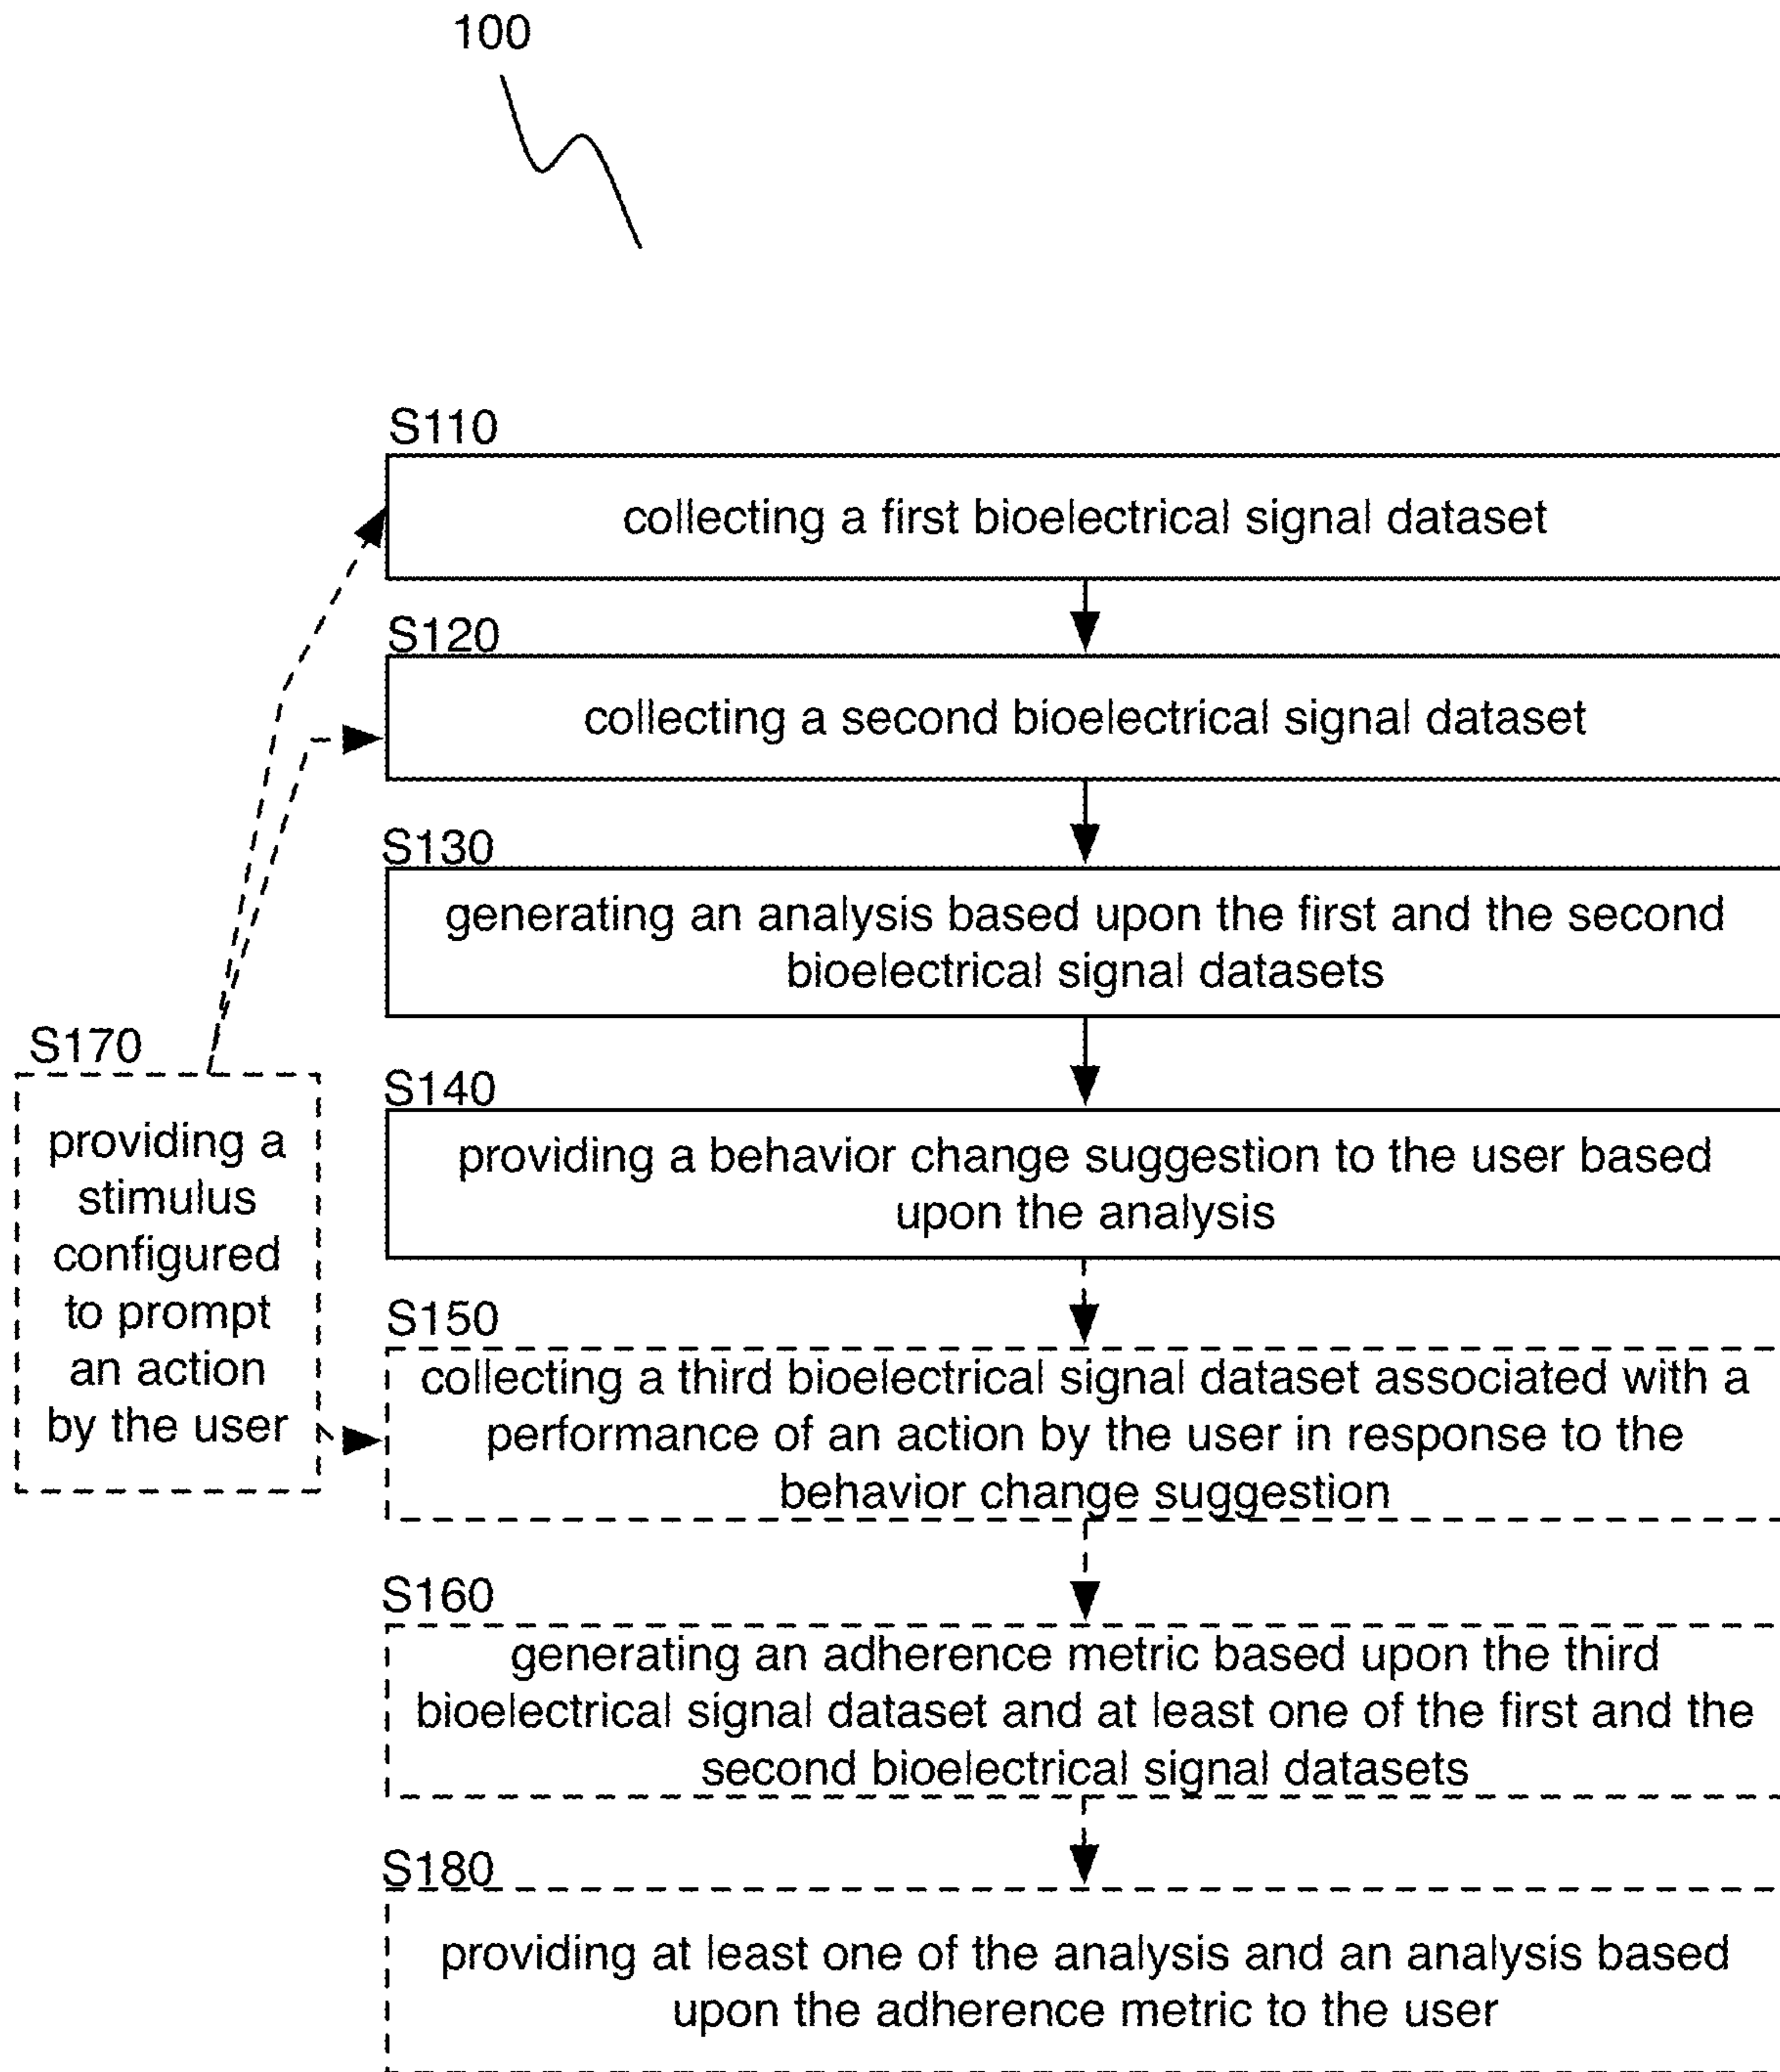 100
S110
collecting a first bioelectrical signal dataset
S120
collecting a second bioelectrical signal dataset
S130
generating an analysis based upon the first and the second
bioelectrical signal datasets
S140
providing a behavior change suggestion to the user based
upon the analysis
S150
collecting a third bioelectrical signal dataset associated with a
performance of an action by the user in response to the
behavior change suggestion
S160
generating an adherence metric based upon the third
bioelectrical signal dataset and at least one of the first and the
second bioelectrical signal datasets
S170
providing a
stimulus
configured
to prompt
an action
by the user
S180
providing at least one of the analysis and an analysis based
upon the adherence metric to the user